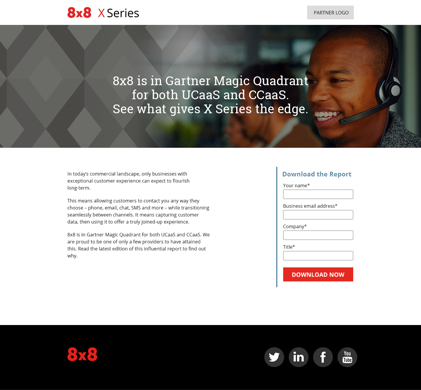 8x8 X Series
PARTNER LOGO
8x8 is in Gartner Magic Quadrant
for both UCaaS and CCaaS.
See what gives X Series the edge.
In today's commercial landscape, only businesses with
exceptional customer experience can expect to flourish
long-term.
This means allowing customers to contact you any way they
choose – phone, email, chat, SMS and more – while transitioning
seamlessly between channels. It means capturing customer
data, then using it to offer a truly joined-up experience.
8x8 is in Gartner Magic Quadrant for both UCaaS and CCaaS. We
are proud to be one of only a few providers to have attained
this. Read the latest edition of this influential report to find out
why.
Download the Report
Your name*
Business email address*
Company*
Title*
DOWNLOAD NOW
8x8
in
f
You
Tube